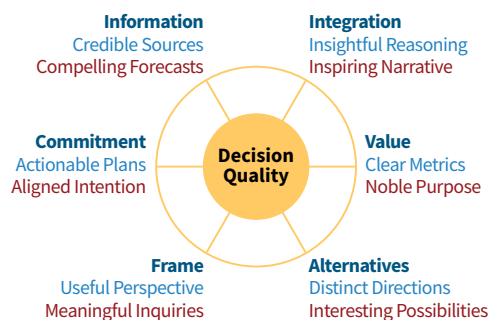 Information
Credible Sources
Compelling Forecasts
Integration
Insightful Reasoning
Inspiring Narrative
Commitment
Actionable Plans
Aligned Intention
Decision
Quality
Value
Clear Metrics
Noble Purpose
Frame
Useful Perspective
Meaningful Inquiries
Alternatives
Distinct Directions
Interesting Possibilities